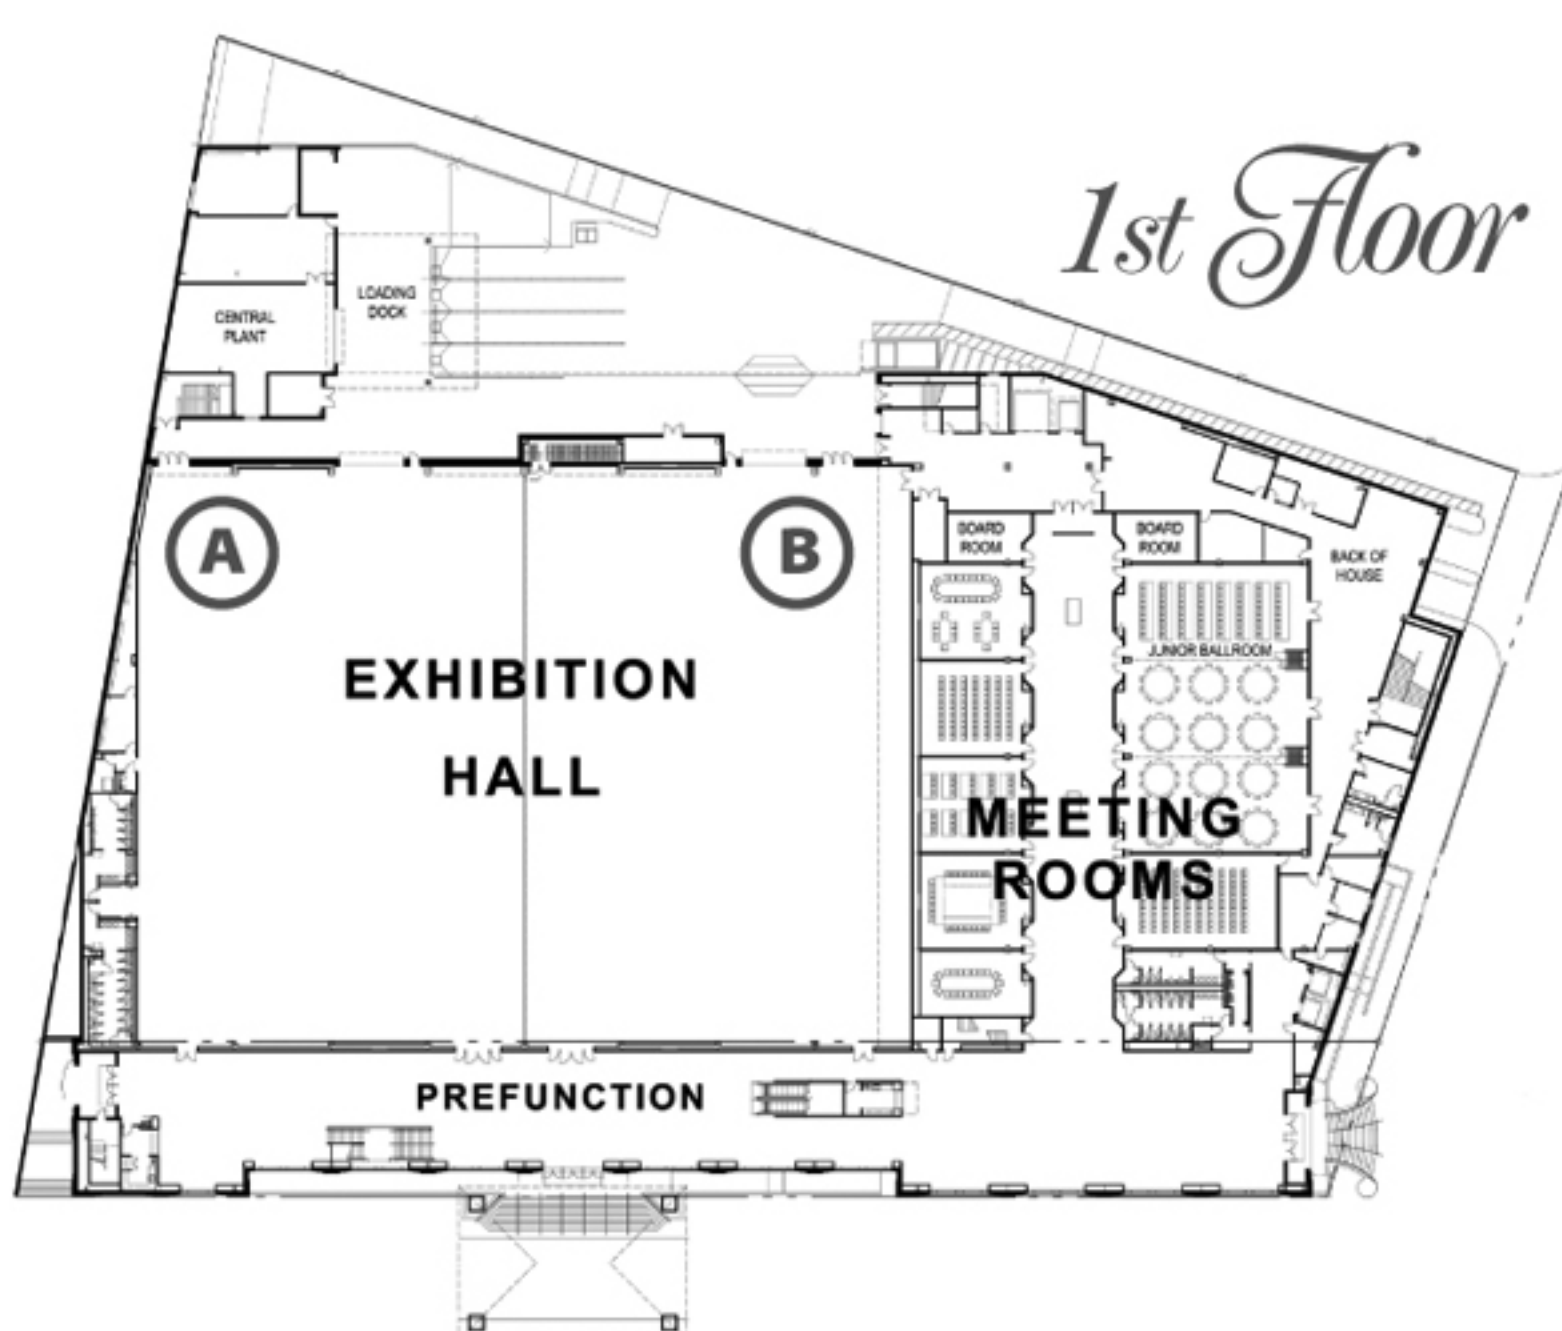 1st Floor
LOADING
DOCK
CENTRAL
PLANT
A
B
BOARD
ROOM
BOARD
ROOM
BACK OF
HOUSE
JUNIOR BALLROOM
EXHIBITION
HALL
MEETING
ROOMS
PREFUNCTION